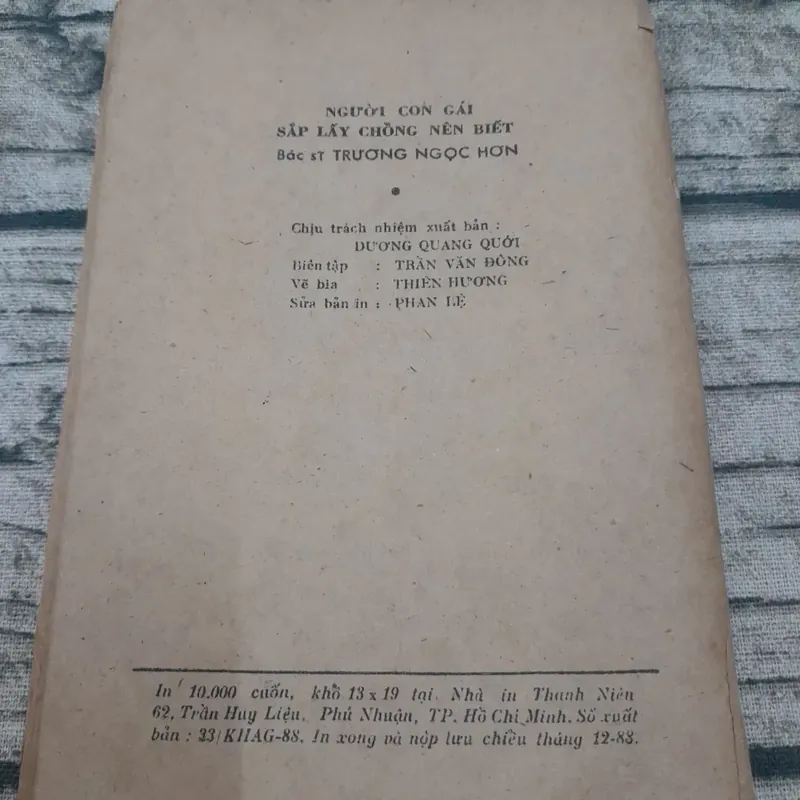 NGƯỜI CON GÁI
SẮP LẤY CHỒNG NÊN BIẾT
Bác sĩ TRƯƠNG NGỌC HƠN
Chịu trách nhiệm xuất bản :
DƯƠNG QUANG QUỚI
Biên tập : TRẦN VĂN ĐÔNG
Vẽ bìa : THIÊN HƯƠNG
Sửa bản in : PHAN LỆ
In 10.000 cuốn, khổ 13 x 19 tại Nhà in Thanh Niên
62, Trần Huy Liệu, Phú Nhuận, TP. Hồ Chí Minh. Số xuất
bản : 33/KHAG-88. In xong và nộp lưu chiểu tháng 12-88.